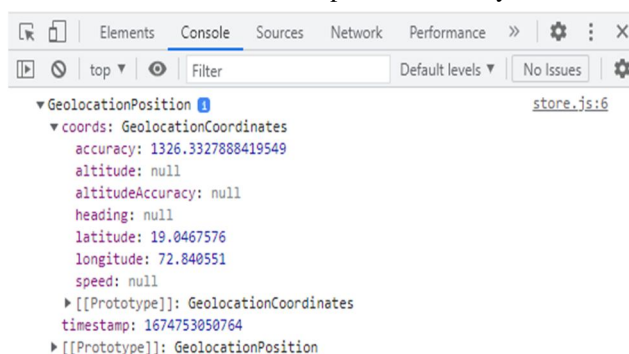 Elements Console Sources Network Performance »
top ▼ Filter Default levels ▼ No Issues
▼ GeolocationPosition i store.js:6
▼ coords: GeolocationCoordinates
accuracy: 1326.3327888419549
altitude: null
altitudeAccuracy: null
heading: null
latitude: 19.0467576
longitude: 72.840551
speed: null
▶ [[Prototype]]: GeolocationCoordinates
timestamp: 1674753050764
▶ [[Prototype]]: GeolocationPosition